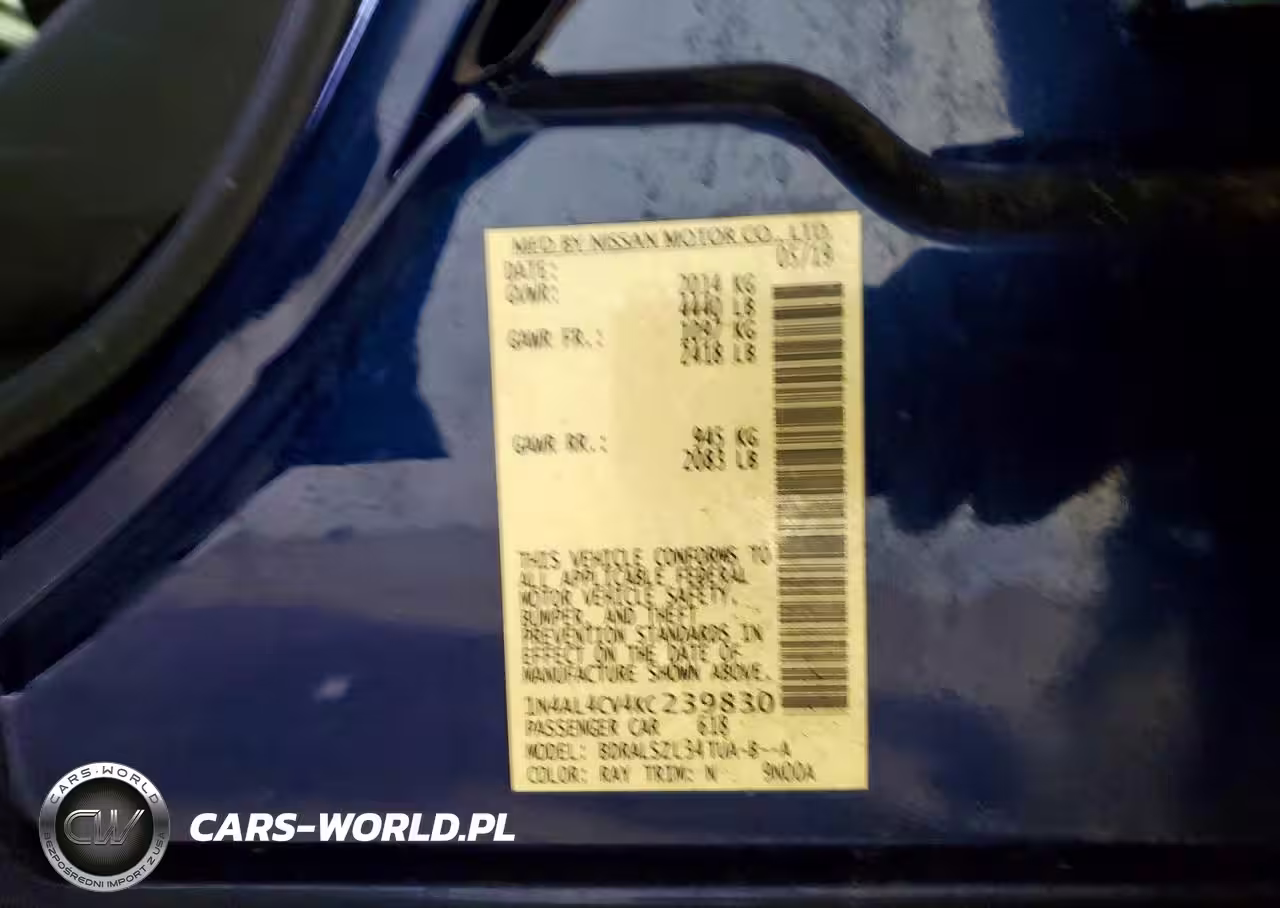 MFD BY NISSAN MOTOR CO., LTD.
DATE: 05/19
GVWR: 2014 KG
4440 LB
GAWR FR.: 1097 KG
2418 LB
GAWR RR.: 945 KG
2083 LB
THIS VEHICLE CONFORMS TO
ALL APPLICABLE FEDERAL
MOTOR VEHICLE SAFETY,
BUMPER, AND THEFT
PREVENTION STANDARDS IN
EFFECT ON THE DATE OF
MANUFACTURE SHOWN ABOVE.
1N4AL4CV4KC239830
PASSENGER CAR 618
MODEL: BDRALSZL34TUA-B--A
COLOR: RAY TRIM: N 9N00A
CARS-WORLD
CW
BEZPOŚREDNI IMPORT Z USA
CARS-WORLD.PL